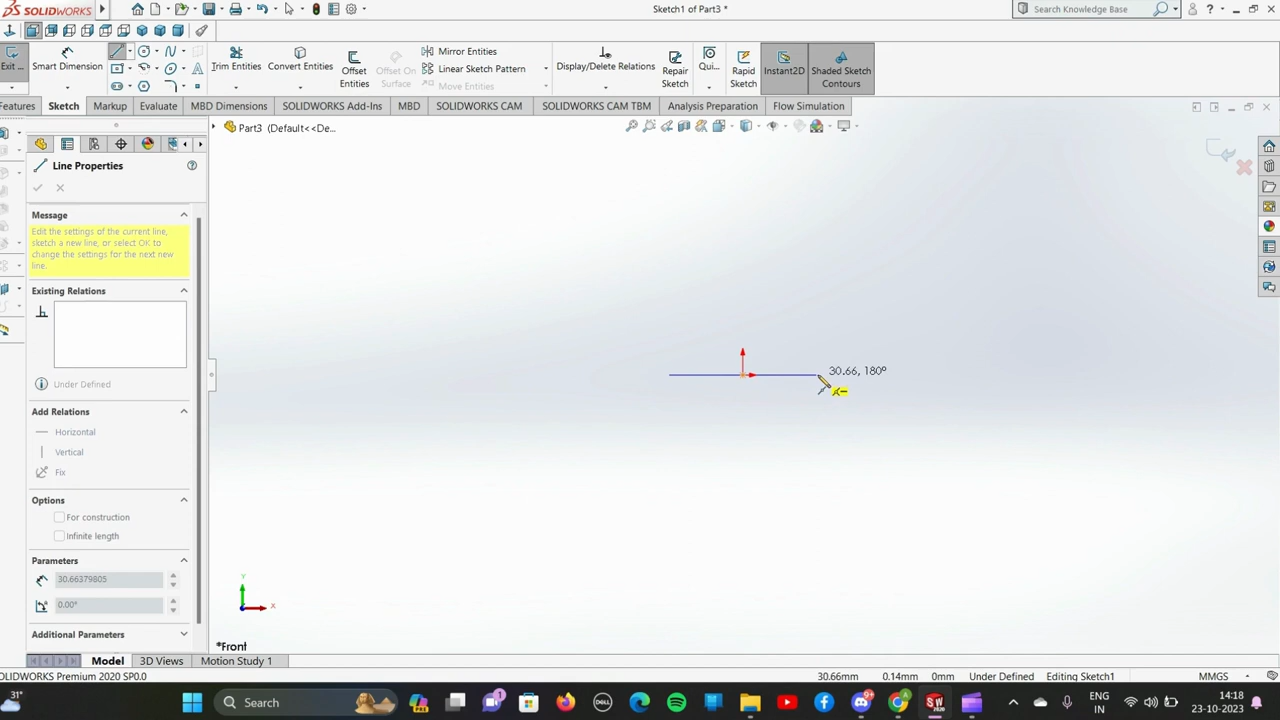 SOLIDWORKS
Sketch1 of Part3 *
Search Knowledge Base
Exit ...
Smart Dimension
Trim Entities
Convert Entities
Offset Entities
Offset On Surface
Mirror Entities
Linear Sketch Pattern
Move Entities
Display/Delete Relations
Repair Sketch
Qui...
Rapid Sketch
Instant2D
Shaded Sketch Contours
Features
Sketch
Markup
Evaluate
MBD Dimensions
SOLIDWORKS Add-Ins
MBD
SOLIDWORKS CAM
SOLIDWORKS CAM TBM
Analysis Preparation
Flow Simulation
Part3 (Default<<De...
Line Properties
Message
Edit the settings of the current line,
sketch a new line, or select OK to
change the settings for the next new
line.
Existing Relations
Under Defined
Add Relations
Horizontal
Vertical
Fix
Options
For construction
Infinite length
Parameters
30.66379805
0.00°
Additional Parameters
30.66, 180°
Y
X
*Front
Model
3D Views
Motion Study 1
OLIDWORKS Premium 2020 SP0.0
30.66mm
0.14mm
0mm
Under Defined
Editing Sketch1
MMGS
31°
Search
DELL
ENG
IN
14:18
23-10-2023